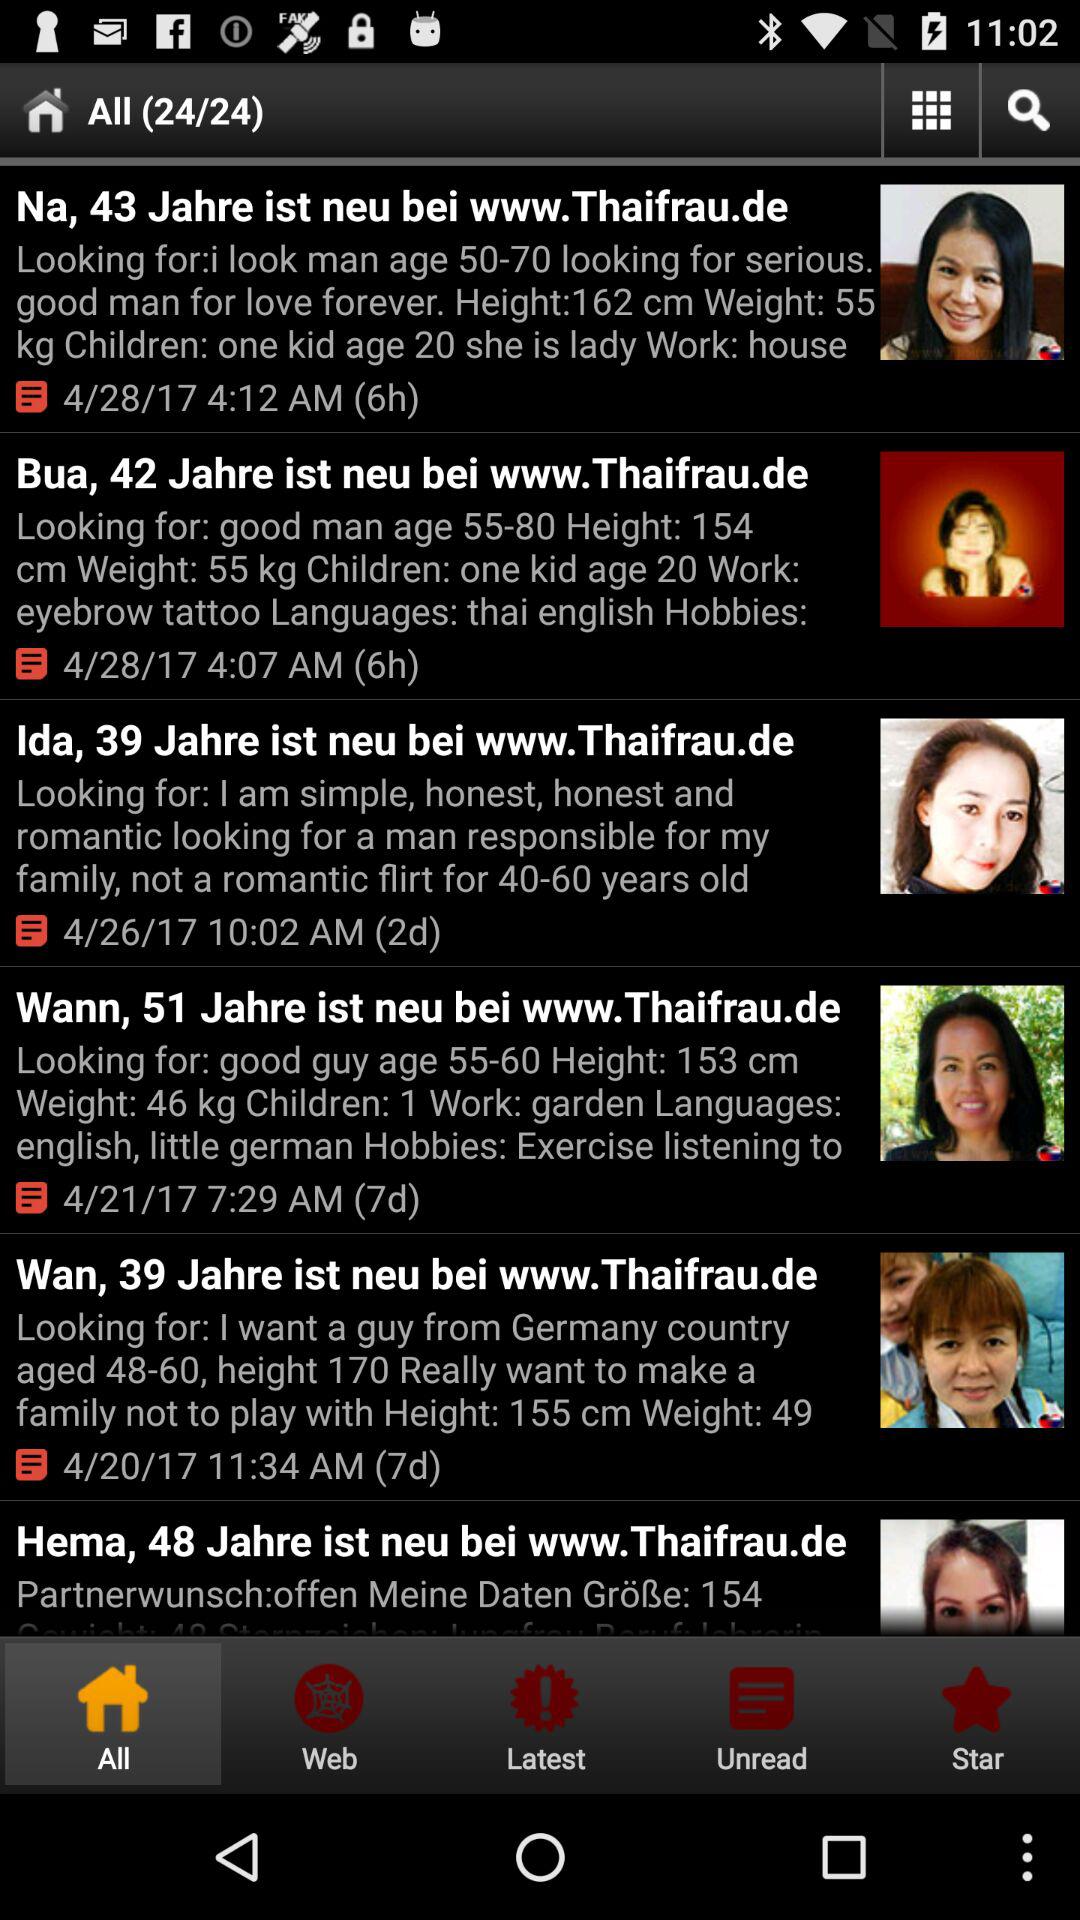 FAKE
11:02
All (24/24)
Na, 43 Jahre ist neu bei www.Thaifrau.de
Looking for:i look man age 50-70 looking for serious.
good man for love forever. Height:162 cm Weight: 55
kg Children: one kid age 20 she is lady Work: house
4/28/17 4:12 AM (6h)
Bua, 42 Jahre ist neu bei www.Thaifrau.de
Looking for: good man age 55-80 Height: 154
cm Weight: 55 kg Children: one kid age 20 Work:
eyebrow tattoo Languages: thai english Hobbies:
4/28/17 4:07 AM (6h)
Ida, 39 Jahre ist neu bei www.Thaifrau.de
Looking for: I am simple, honest, honest and
romantic looking for a man responsible for my
family, not a romantic flirt for 40-60 years old
4/26/17 10:02 AM (2d)
Wann, 51 Jahre ist neu bei www.Thaifrau.de
Looking for: good guy age 55-60 Height: 153 cm
Weight: 46 kg Children: 1 Work: garden Languages:
english, little german Hobbies: Exercise listening to
4/21/17 7:29 AM (7d)
Wan, 39 Jahre ist neu bei www.Thaifrau.de
Looking for: I want a guy from Germany country
aged 48-60, height 170 Really want to make a
family not to play with Height: 155 cm Weight: 49
4/20/17 11:34 AM (7d)
Hema, 48 Jahre ist neu bei www.Thaifrau.de
Partnerwunsch:offen Meine Daten Größe: 154
All
Web
Latest
Unread
Star